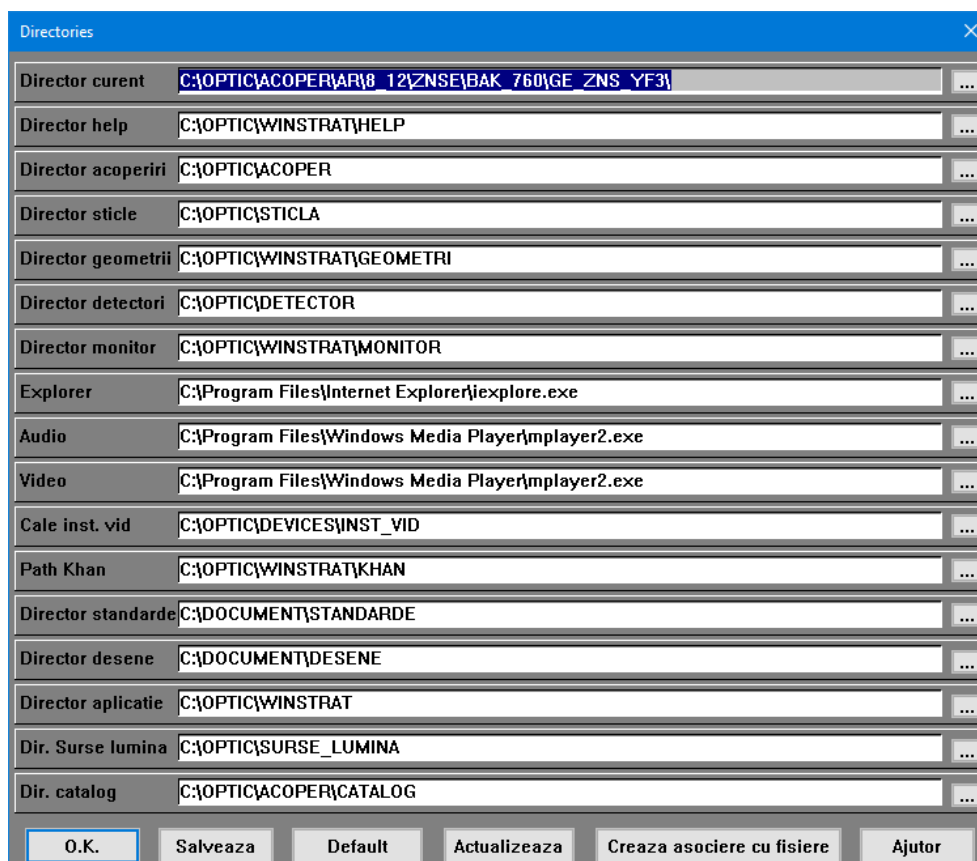 Directories
Director curent C:\OPTIC\ACOPER\AR\8_12\ZNSE\BAK_760\GE_ZNS_YF3\ ...
Director help C:\OPTIC\WINSTRAT\HELP ...
Director acoperiri C:\OPTIC\ACOPER ...
Director sticle C:\OPTIC\STICLA ...
Director geometrii C:\OPTIC\WINSTRAT\GEOMETRI ...
Director detectori C:\OPTIC\DETECTOR ...
Director monitor C:\OPTIC\WINSTRAT\MONITOR ...
Explorer C:\Program Files\Internet Explorer\iexplore.exe ...
Audio C:\Program Files\Windows Media Player\mplayer2.exe ...
Video C:\Program Files\Windows Media Player\mplayer2.exe ...
Cale inst. vid C:\OPTIC\DEVICES\INST_VID ...
Path Khan C:\OPTIC\WINSTRAT\KHAN ...
Director standarde C:\DOCUMENT\STANDARDE ...
Director desene C:\DOCUMENT\DESENE ...
Director aplicatie C:\OPTIC\WINSTRAT ...
Dir. Surse lumina C:\OPTIC\SURSE_LUMINA ...
Dir. catalog C:\OPTIC\ACOPER\CATALOG ...
O.K. Salveaza Default Actualizeaza Creaza asociere cu fisiere Ajutor